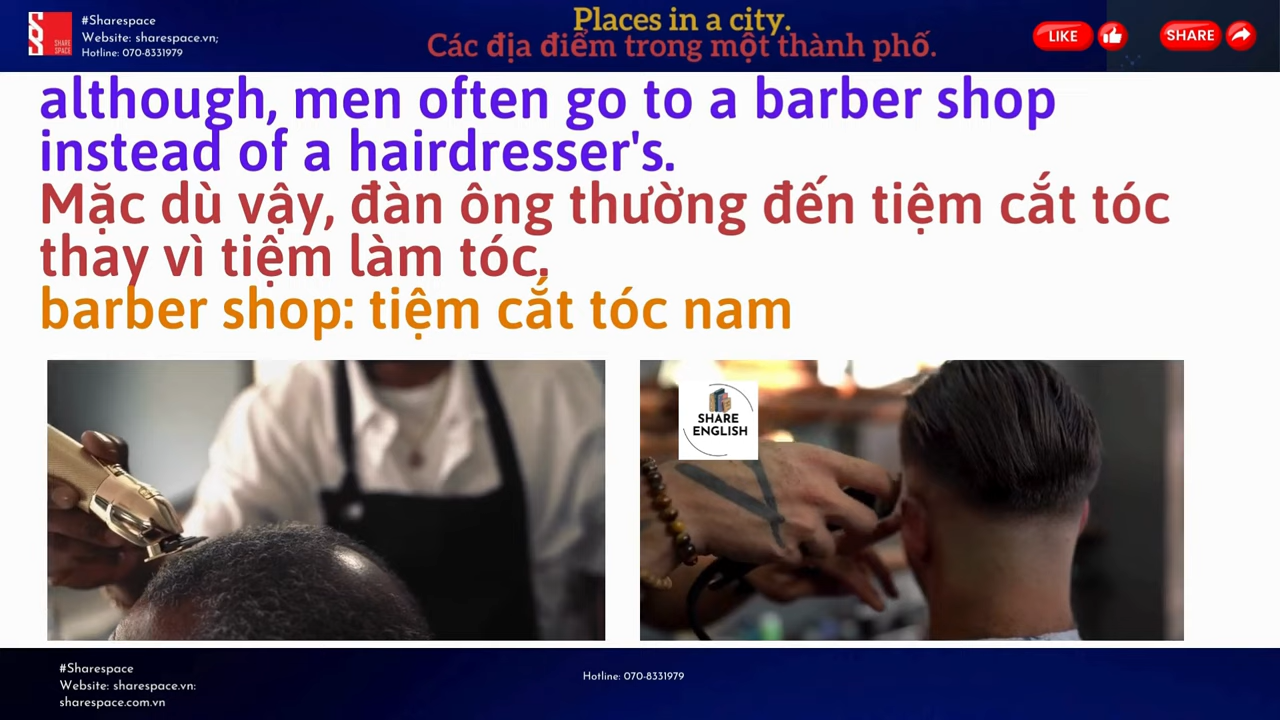 #Sharespace
Website: sharespace.vn;
Hotline: 070-8331979
SHARE
SPACE
Places in a city.
Các địa điểm trong một thành phố.
LIKE
SHARE
although, men often go to a barber shop
instead of a hairdresser's.
Mặc dù vậy, đàn ông thường đến tiệm cắt tóc
thay vì tiệm làm tóc.
barber shop: tiệm cắt tóc nam
SHARE
ENGLISH
#Sharespace
Website: sharespace.vn:
sharespace.com.vn
Hotline: 070-8331979